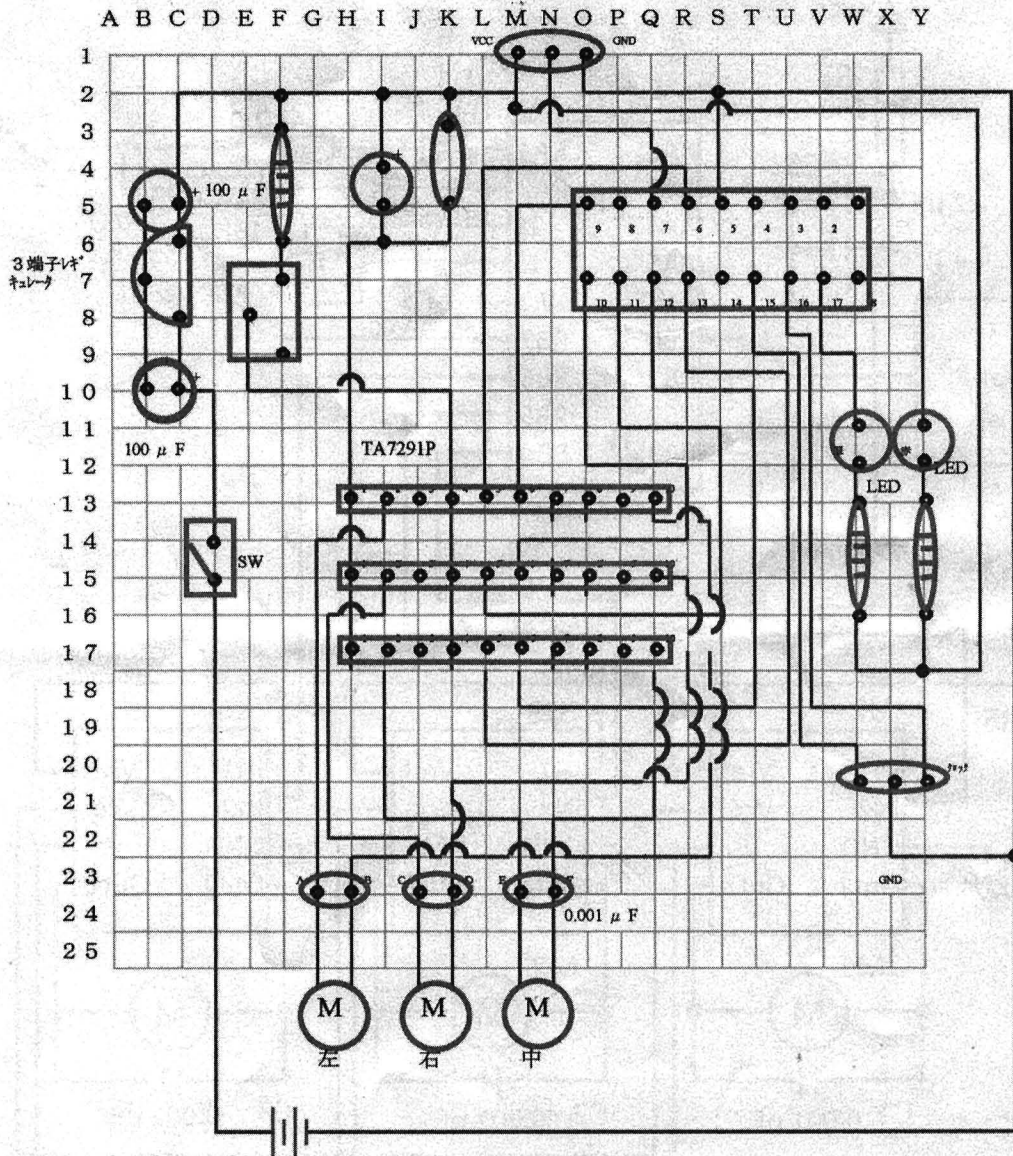 A B C D E F G H I J K L M N O P Q R S T U V W X Y
VCC GND
1
2
3
4
+
+ 100 μ F
5
9 8 7 6 5 4 3 2
6
3端子レギ
ｷｭﾚｰﾀ
7
10 11 12 13 14 15 16 17 8
8
9
10
+
11
100 μ F
TA7291P
12
LED
LED
13
14
SW
15
16
17
18
19
20
21
22
23
A B C D E F
GND
24
0.001 μ F
25
M M M
左 右 中